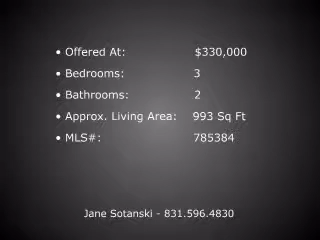 • Offered At: $330,000
• Bedrooms: 3
• Bathrooms: 2
• Approx. Living Area: 993 Sq Ft
• MLS#: 785384
Jane Sotanski - 831.596.4830